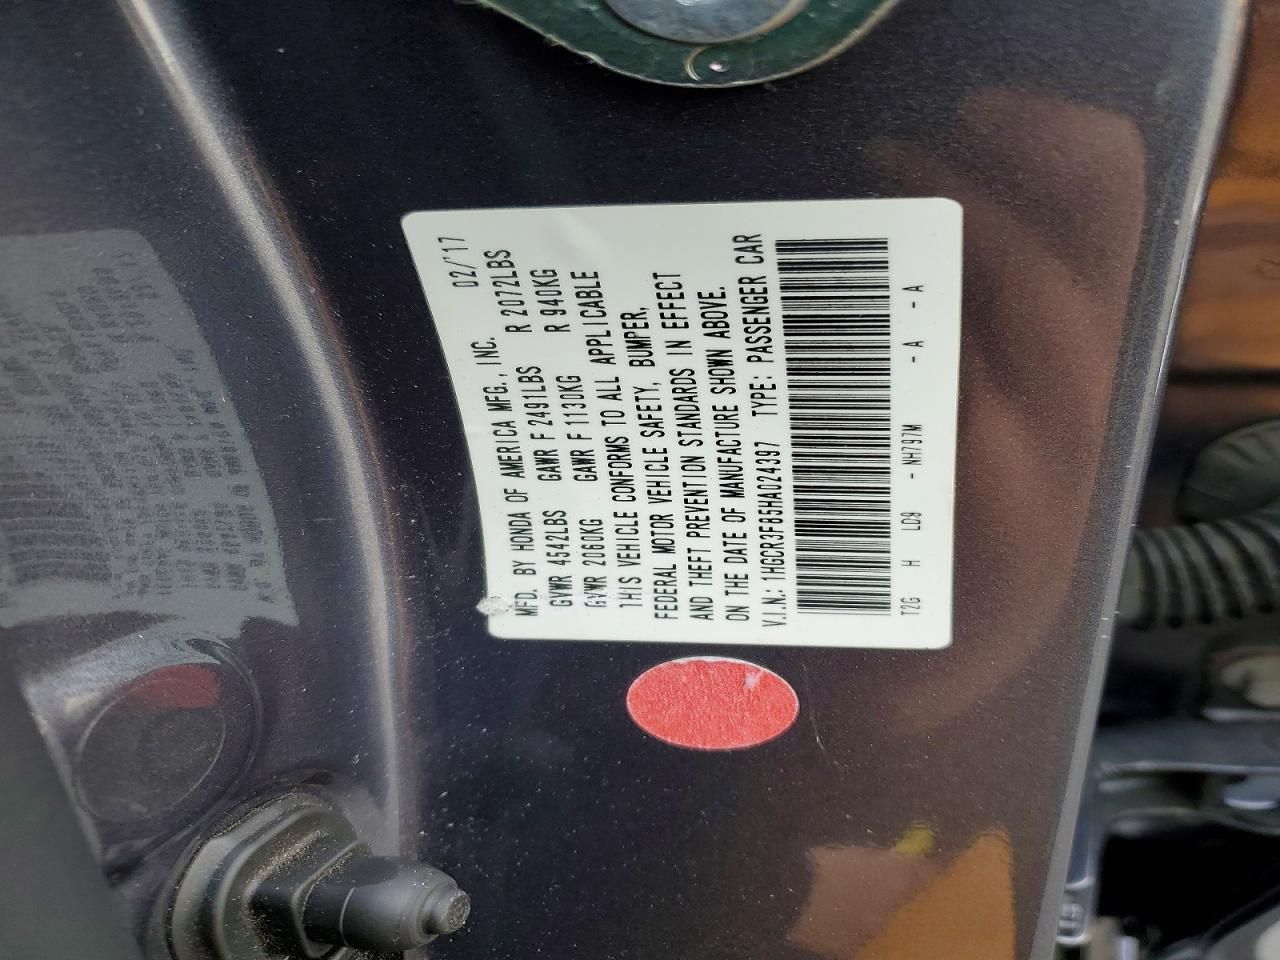 MFD. BY HONDA OF AMERICA MFG., INC. 02/'17
GVWR 4542LBS GAWR F 2491LBS R 2072LBS
GVWR 2060KG GAWR F 1130KG R 940KG
THIS VEHICLE CONFORMS TO ALL APPLICABLE
FEDERAL MOTOR VEHICLE SAFETY, BUMPER,
AND THEFT PREVENTION STANDARDS IN EFFECT
ON THE DATE OF MANUFACTURE SHOWN ABOVE.
V.I.N.: 1HGCR3F85HA024397 TYPE: PASSENGER CAR
T2G H LD9 - NH797M - A - A